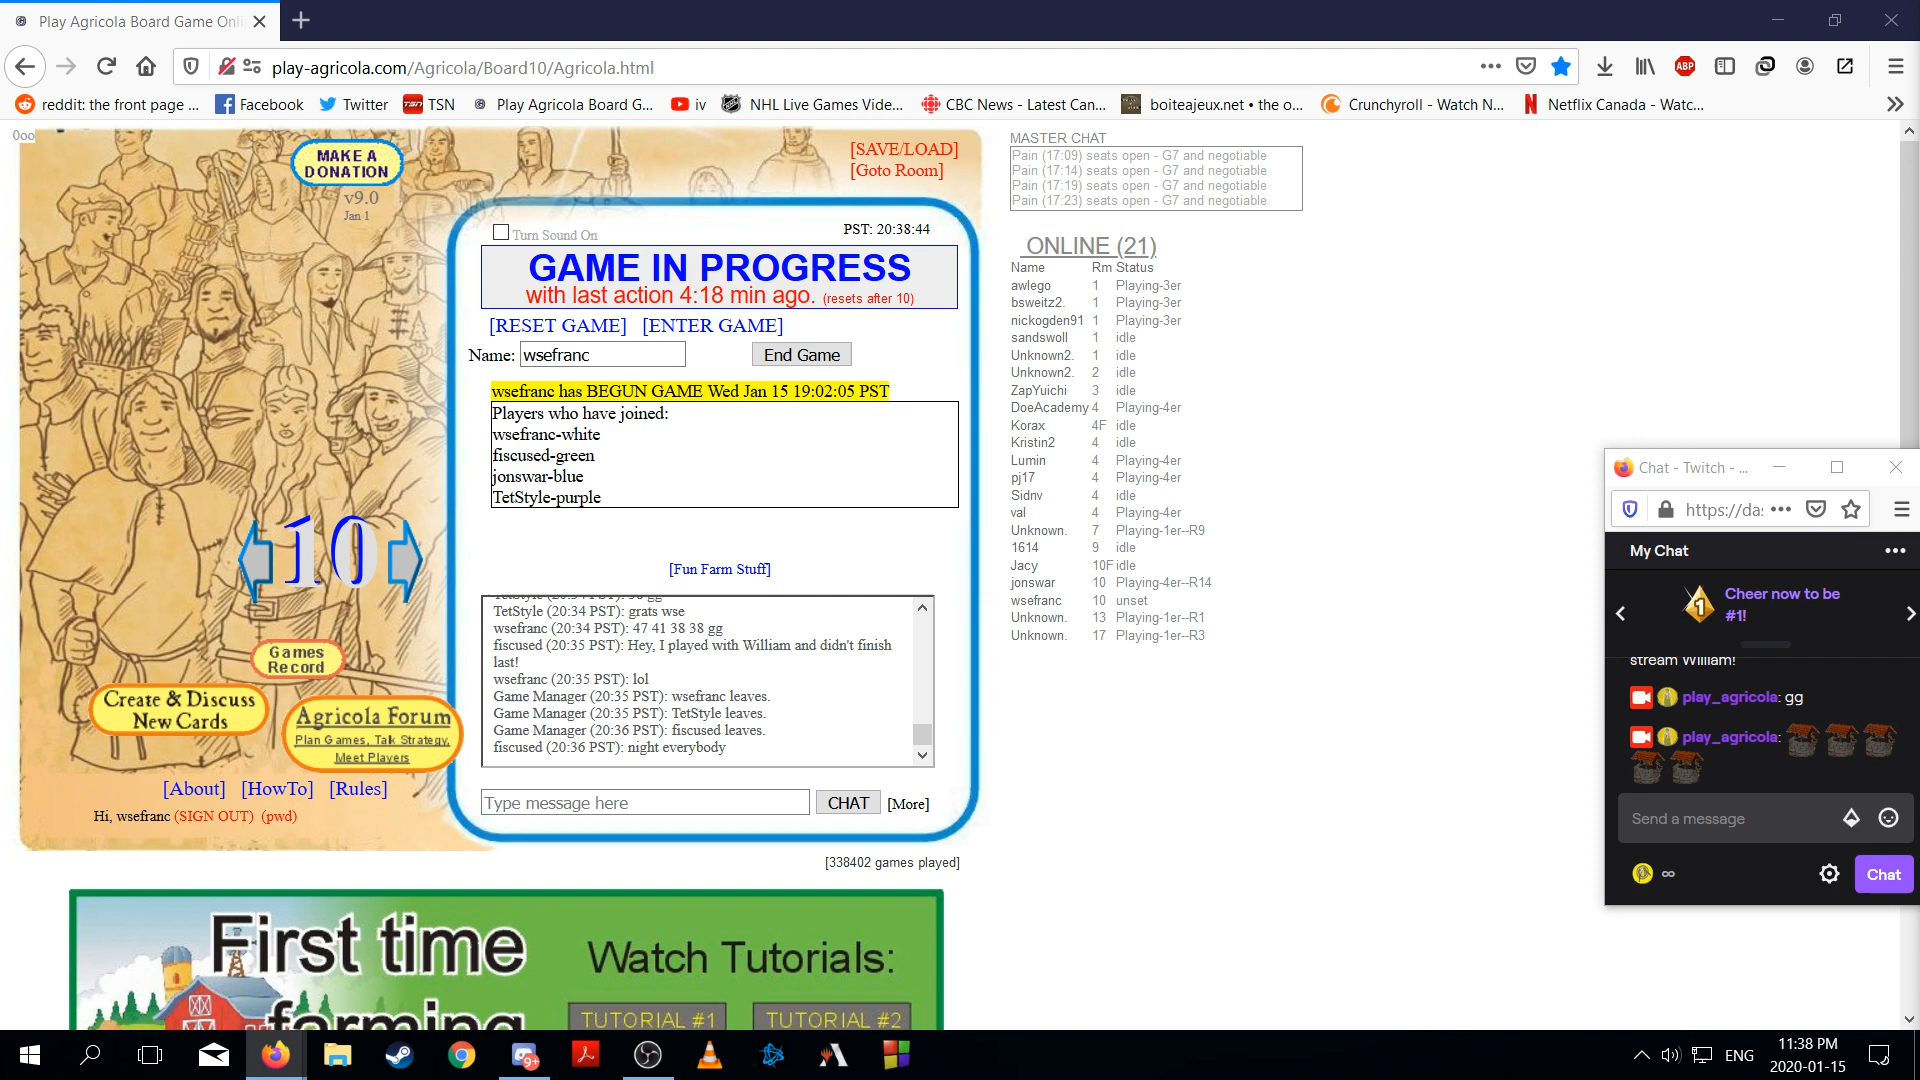 Play Agricola Board Game Onli
play-agricola.com/Agricola/Board10/Agricola.html
reddit: the front page ...
Facebook
Twitter
TSN
Play Agricola Board G...
iv
NHL Live Games Vide...
CBC News - Latest Can...
boiteajeux.net • the o...
Crunchyroll - Watch N...
Netflix Canada - Watc...
0oo
MAKE A
DONATION
v9.0
Jan 1
[SAVE/LOAD]
[Goto Room]
Turn Sound On
PST: 20:38:44
GAME IN PROGRESS
with last action 4:18 min ago. (resets after 10)
[RESET GAME] [ENTER GAME]
Name: wsefranc
End Game
wsefranc has BEGUN GAME Wed Jan 15 19:02:05 PST
Players who have joined:
wsefranc-white
fiscused-green
jonswar-blue
TetStyle-purple
10
[Fun Farm Stuff]
TetStyle (20:34 PST): grats wse
wsefranc (20:34 PST): 47 41 38 38 gg
fiscused (20:35 PST): Hey, I played with William and didn't finish
last!
wsefranc (20:35 PST): lol
Game Manager (20:35 PST): wsefranc leaves.
Game Manager (20:35 PST): TetStyle leaves.
Game Manager (20:36 PST): fiscused leaves.
fiscused (20:36 PST): night everybody
Type message here
CHAT
[More]
Games
Record
Create & Discuss
New Cards
Agricola Forum
Plan Games, Talk Strategy,
Meet Players
[About] [HowTo] [Rules]
Hi, wsefranc (SIGN OUT) (pwd)
[338402 games played]
First time
farming
Watch Tutorials:
TUTORIAL #1
TUTORIAL #2
MASTER CHAT
Pain (17:09) seats open - G7 and negotiable
Pain (17:14) seats open - G7 and negotiable
Pain (17:19) seats open - G7 and negotiable
Pain (17:23) seats open - G7 and negotiable
ONLINE (21)
Name Rm Status
awlego 1 Playing-3er
bsweitz2. 1 Playing-3er
nickogden91 1 Playing-3er
sandswoll 1 idle
Unknown2. 1 idle
Unknown2. 2 idle
ZapYuichi 3 idle
DoeAcademy 4 Playing-4er
Korax 4F idle
Kristin2 4 idle
Lumin 4 Playing-4er
pj17 4 Playing-4er
Sidnv 4 idle
val 4 Playing-4er
Unknown. 7 Playing-1er--R9
1614 9 idle
Jacy 10F idle
jonswar 10 Playing-4er--R14
wsefranc 10 unset
Unknown. 13 Playing-1er--R1
Unknown. 17 Playing-1er--R3
Chat - Twitch - ...
https://da:
My Chat
1
Cheer now to be
#1!
stream William!
play_agricola: gg
play_agricola:
Send a message
∞
Chat
ABP
9+
ENG
11:38 PM
2020-01-15